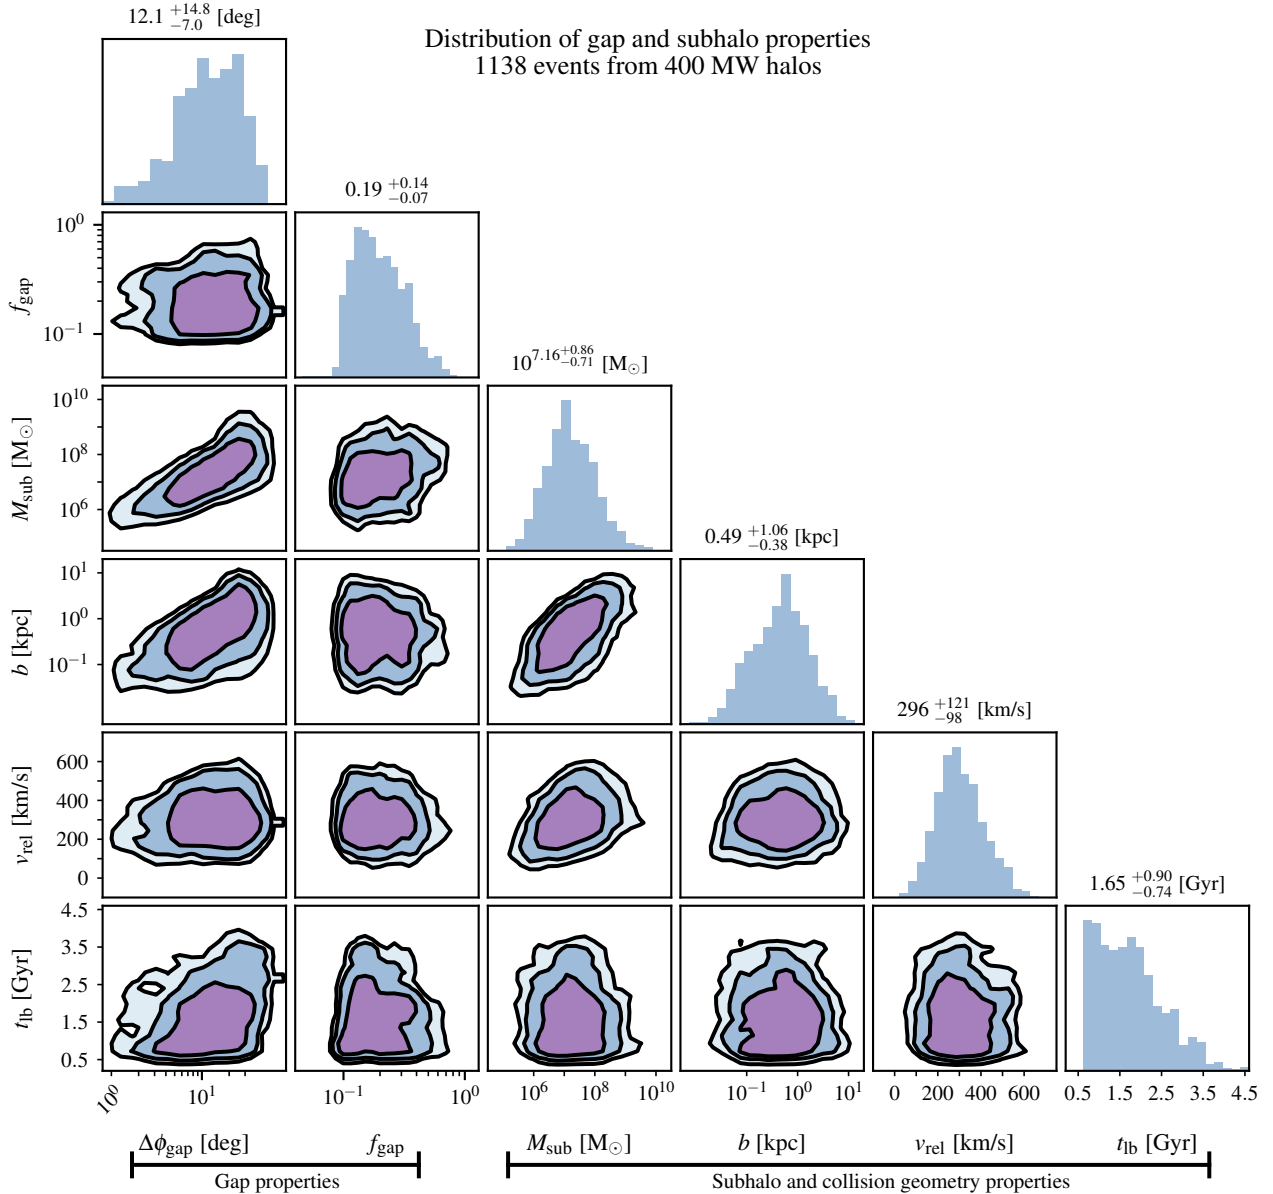 12.1 +14.8 −7.0 [deg]
Distribution of gap and subhalo properties
1138 events from 400 MW halos
0.19 +0.14 −0.07
10^0
10^−1
f_gap
10^7.16+0.86−0.71 [M☉]
10^10
10^8
10^6
M_sub [M☉]
0.49 +1.06 −0.38 [kpc]
10^1
10^0
10^−1
b [kpc]
296 +121 −98 [km/s]
600
400
200
0
v_rel [km/s]
1.65 +0.90 −0.74 [Gyr]
4.5
3.5
2.5
1.5
0.5
t_lb [Gyr]
10^0 10^1 10^−1 10^0 10^6 10^8 10^10 10^−1 10^0 10^1 0 200 400 600 0.5 1.5 2.5 3.5 4.5
Δϕ_gap [deg] f_gap M_sub [M☉] b [kpc] v_rel [km/s] t_lb [Gyr]
Gap properties Subhalo and collision geometry properties